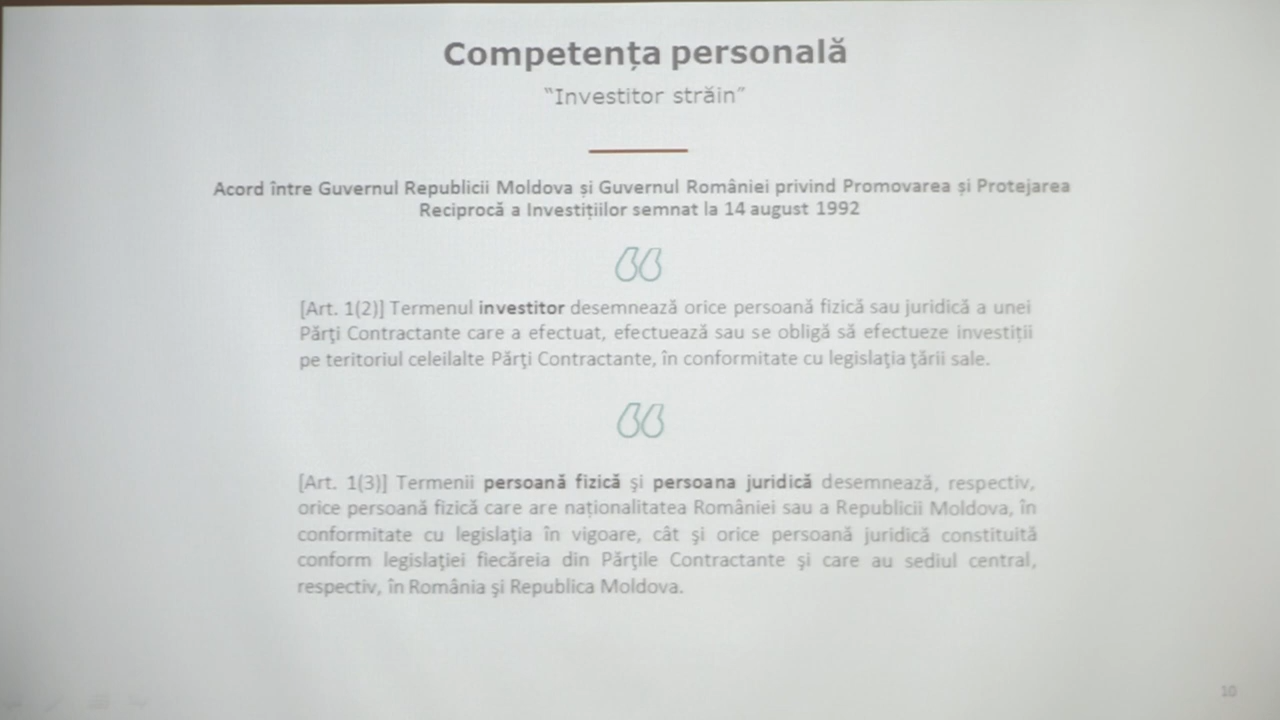 Competența personală
“Investitor străin”
Acord între Guvernul Republicii Moldova și Guvernul României privind Promovarea și Protejarea
Reciprocă a Investițiilor semnat la 14 august 1992
[Art. 1(2)] Termenul investitor desemnează orice persoană fizică sau juridică a unei
Părţi Contractante care a efectuat, efectuează sau se obligă să efectueze investiții
pe teritoriul celeilalte Părţi Contractante, în conformitate cu legislaţia ţării sale.
[Art. 1(3)] Termenii persoană fizică şi persoana juridică desemnează, respectiv,
orice persoană fizică care are naționalitatea României sau a Republicii Moldova, în
conformitate cu legislaţia în vigoare, cât şi orice persoană juridică constituită
conform legislaţiei fiecăreia din Părţile Contractante şi care au sediul central,
respectiv, în România şi Republica Moldova.
10